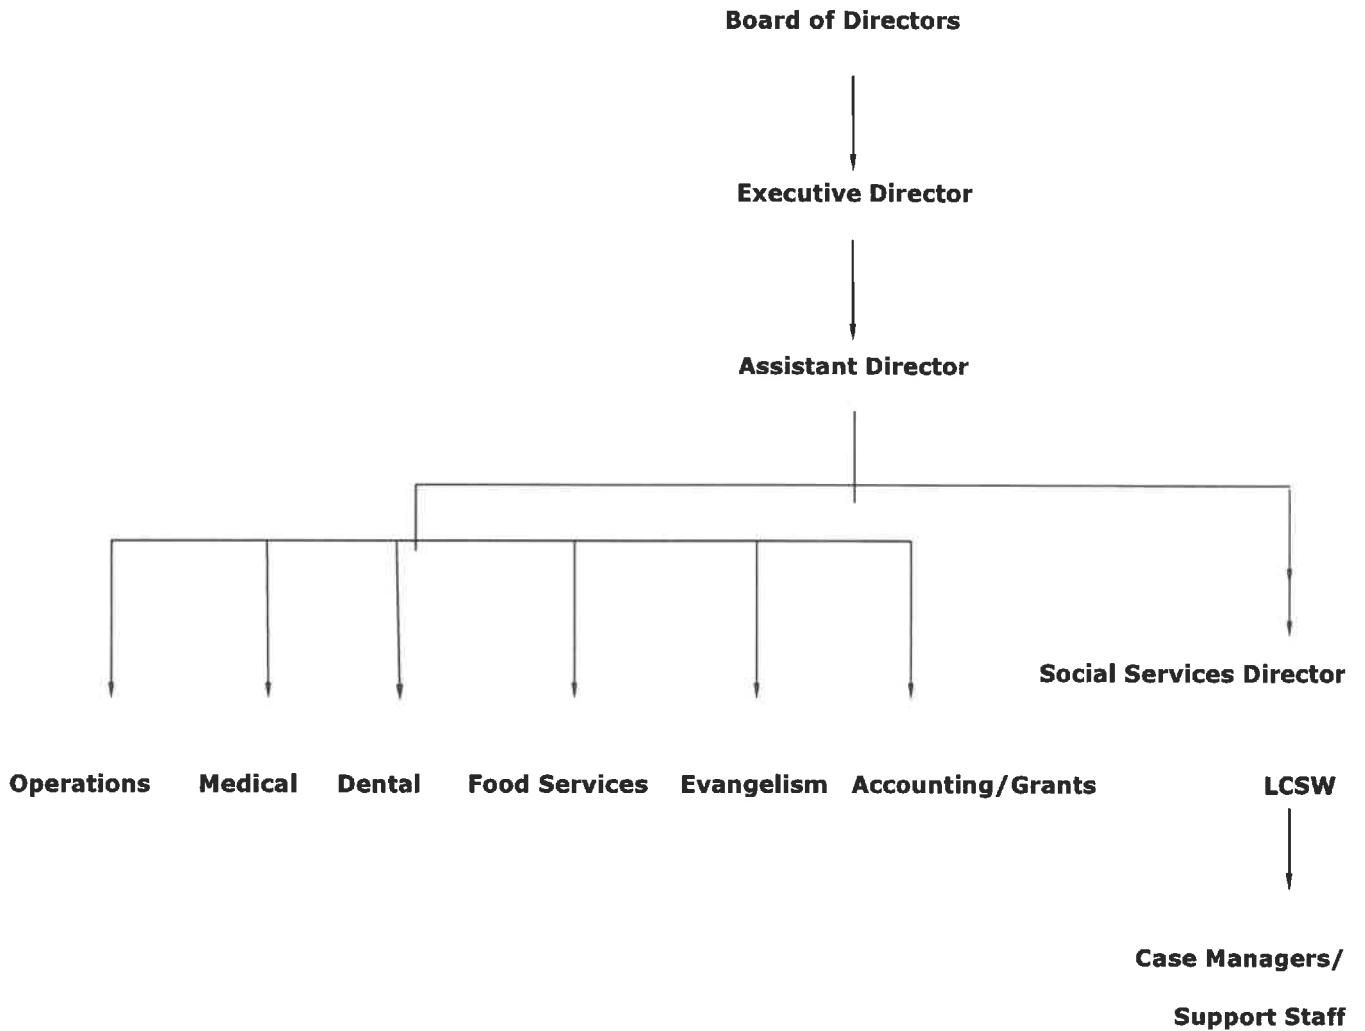 Board of Directors
Executive Director
Assistant Director
Social Services Director
Operations Medical Dental Food Services Evangelism Accounting/Grants LCSW
Case Managers/
Support Staff